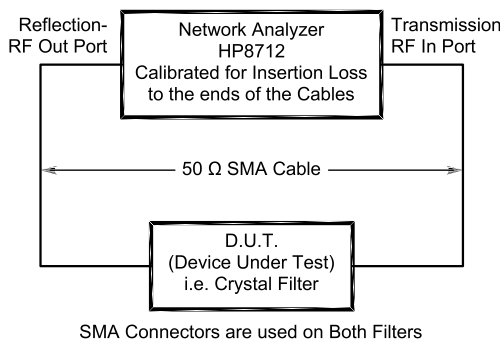 Reflection-
RF Out Port
Network Analyzer
HP8712
Calibrated for Insertion Loss
to the ends of the Cables
Transmission
RF In Port
50 Ω SMA Cable
D.U.T.
(Device Under Test)
i.e. Crystal Filter
SMA Connectors are used on Both Filters